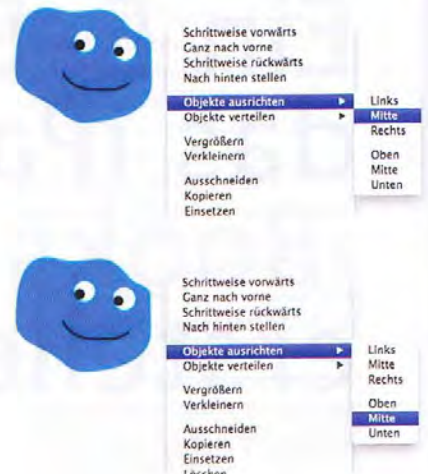 Schrittweise vorwärts
Ganz nach vorne
Schrittweise rückwärts
Nach hinten stellen
Objekte ausrichten
Objekte verteilen
Vergrößern
Verkleinern
Ausschneiden
Kopieren
Einsetzen
Links
Mitte
Rechts
Oben
Mitte
Unten
Schrittweise vorwärts
Ganz nach vorne
Schrittweise rückwärts
Nach hinten stellen
Objekte ausrichten
Objekte verteilen
Vergrößern
Verkleinern
Ausschneiden
Kopieren
Einsetzen
Löschen
Links
Mitte
Rechts
Oben
Mitte
Unten